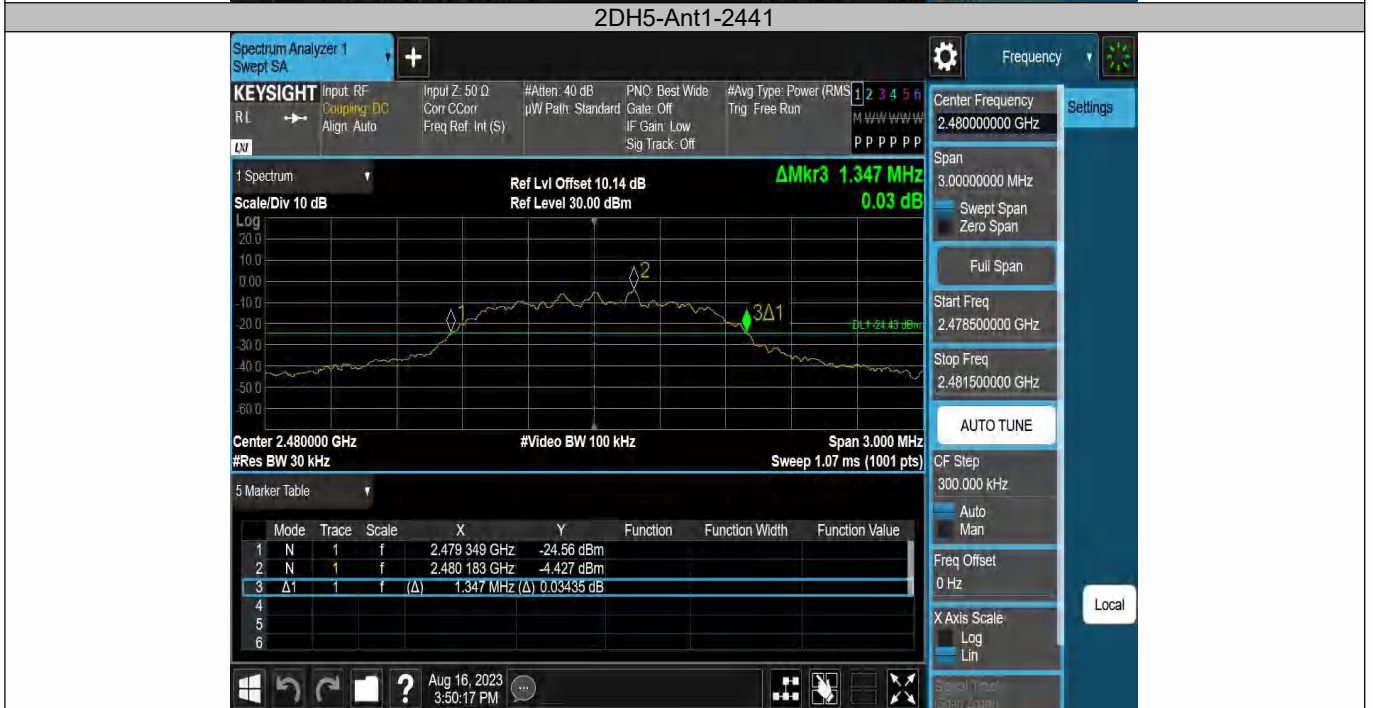 2DH5-Ant1-2441
Spectrum Analyzer 1
Swept SA
+
Frequency
KEYSIGHT
Input: RF
Input Z: 50 Ω
#Atten: 40 dB
PNO: Best Wide
#Avg Type: Power (RMS
1 2 3 4 5 6
RL
Coupling: DC
Corr CCorr
µW Path: Standard
Gate: Off
Trig: Free Run
M W W W W W
Align: Auto
Freq Ref: Int (S)
IF Gain: Low
Sig Track: Off
P P P P P P
LXI
1 Spectrum
Ref Lvl Offset 10.14 dB
ΔMkr3 1.347 MHz
Scale/Div 10 dB
Ref Level 30.00 dBm
0.03 dB
Log
20.0
10.0
0.00
-10.0
-20.0
-30.0
-40.0
-50.0
-60.0
1
2
3Δ1
DL1 -24.43 dBm
Center 2.480000 GHz
#Video BW 100 kHz
Span 3.000 MHz
#Res BW 30 kHz
Sweep 1.07 ms (1001 pts)
5 Marker Table
Mode Trace Scale X Y Function Function Width Function Value
1 N 1 f 2.479 349 GHz -24.56 dBm
2 N 1 f 2.480 183 GHz -4.427 dBm
3 Δ1 1 f (Δ) 1.347 MHz (Δ) 0.03435 dB
4
5
6
Aug 16, 2023
3:50:17 PM
?
Center Frequency
2.480000000 GHz
Settings
Span
3.00000000 MHz
Swept Span
Zero Span
Full Span
Start Freq
2.478500000 GHz
Stop Freq
2.481500000 GHz
AUTO TUNE
CF Step
300.000 kHz
Auto
Man
Freq Offset
0 Hz
X Axis Scale
Log
Lin
Local